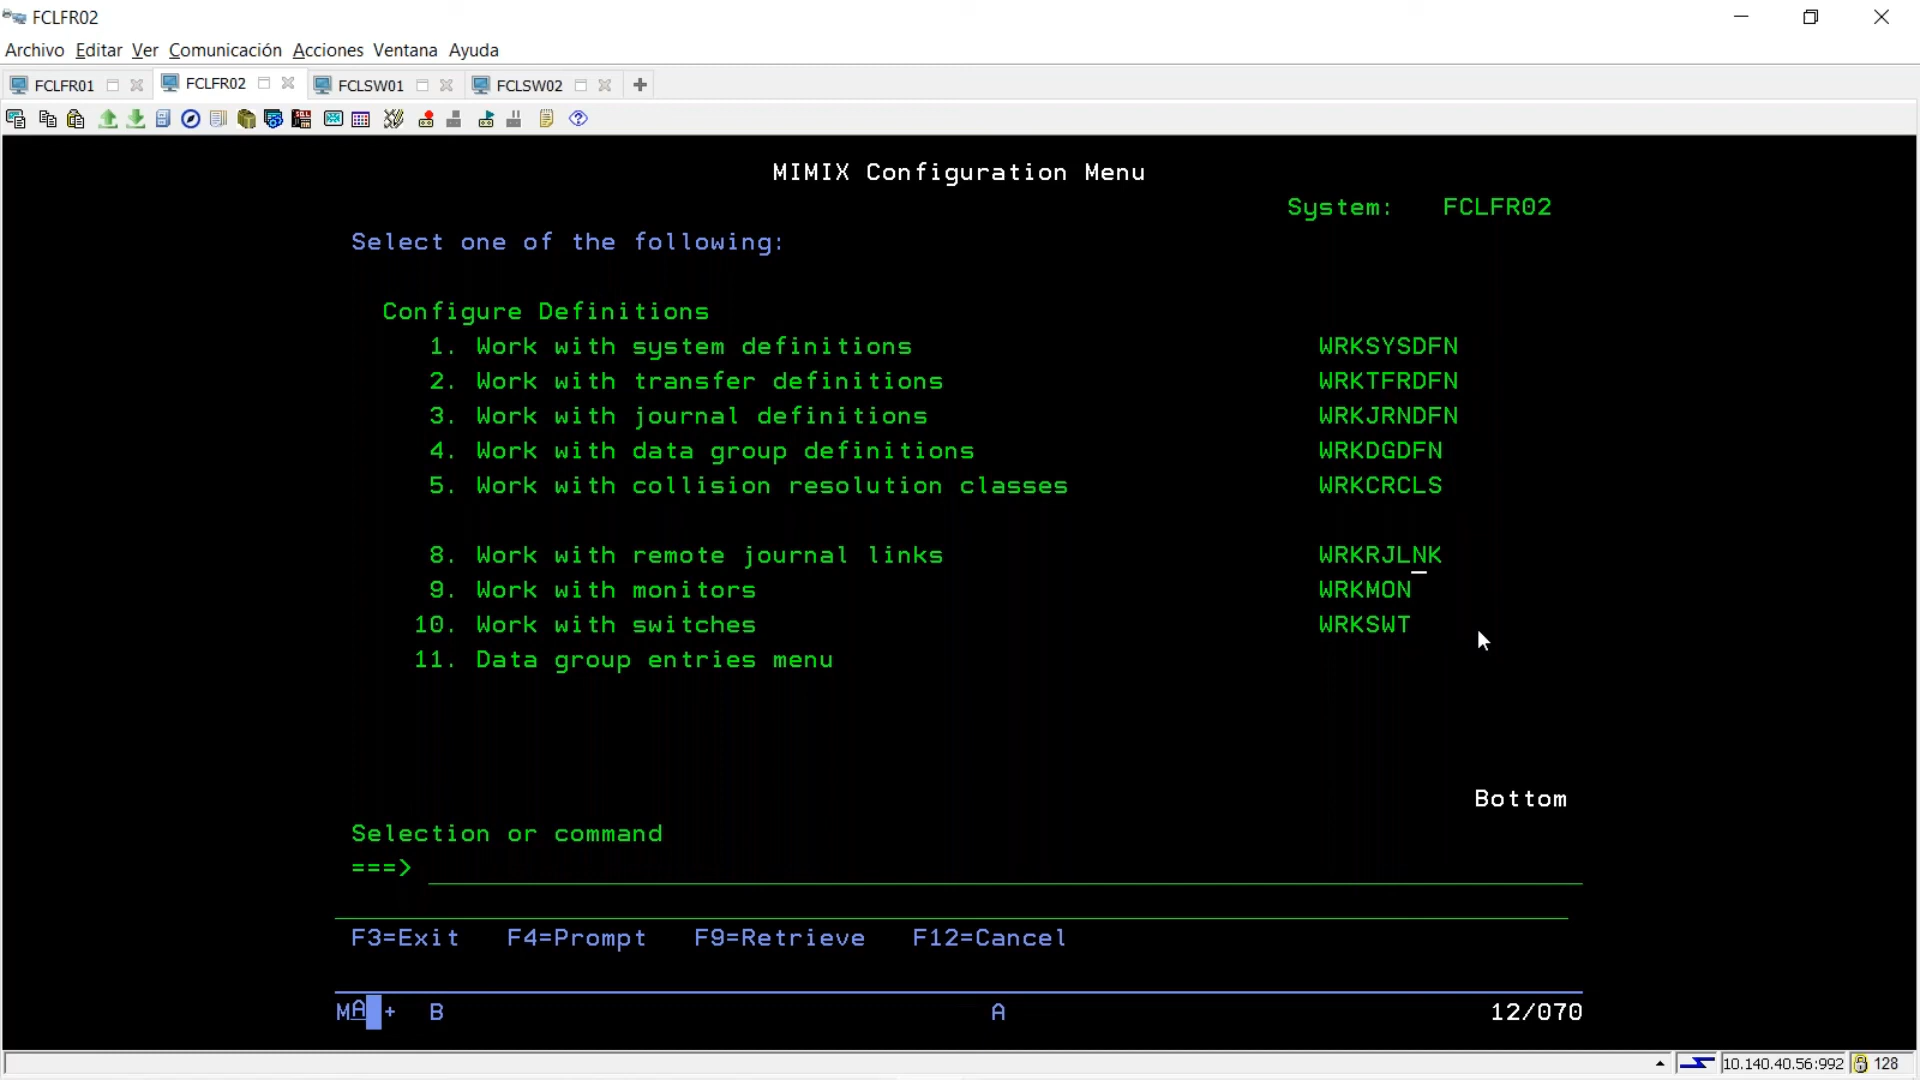 FCLFR02
Archivo Editar Ver Comunicación Acciones Ventana Ayuda
FCLFR01 FCLFR02 FCLSW01 FCLSW02
MIMIX Configuration Menu
System: FCLFR02
Select one of the following:
Configure Definitions
1. Work with system definitions WRKSYSDFN
2. Work with transfer definitions WRKTFRDFN
3. Work with journal definitions WRKJRNDFN
4. Work with data group definitions WRKDGDFN
5. Work with collision resolution classes WRKCRCLS
8. Work with remote journal links WRKRJLNK
9. Work with monitors WRKMON
10. Work with switches WRKSWT
11. Data group entries menu
Bottom
Selection or command
===>
F3=Exit F4=Prompt F9=Retrieve F12=Cancel
MA + B A 12/070
10.140.40.56:992 128